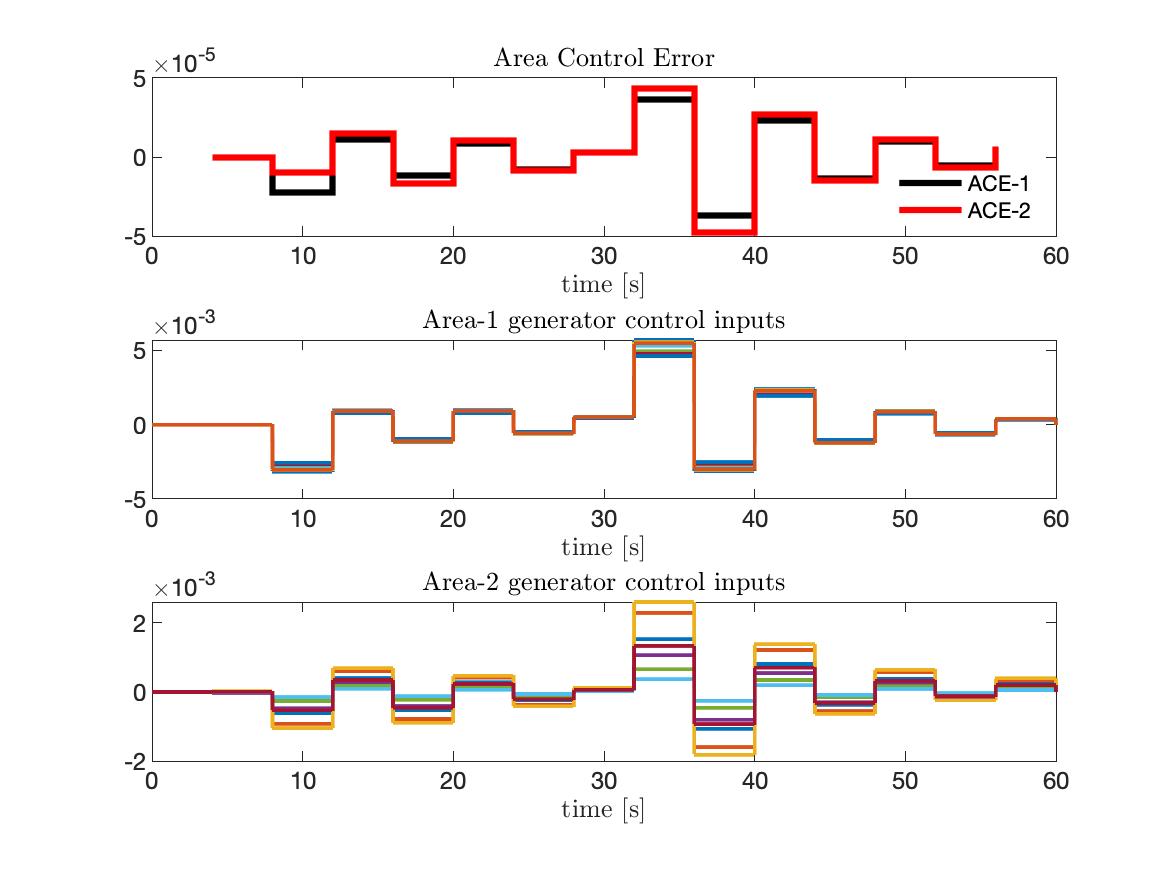 ×10-5
Area Control Error
5
0
-5
ACE-1
ACE-2
0 10 20 30 40 50 60
time [s]
×10-3
Area-1 generator control inputs
5
0
-5
0 10 20 30 40 50 60
time [s]
×10-3
Area-2 generator control inputs
2
0
-2
0 10 20 30 40 50 60
time [s]